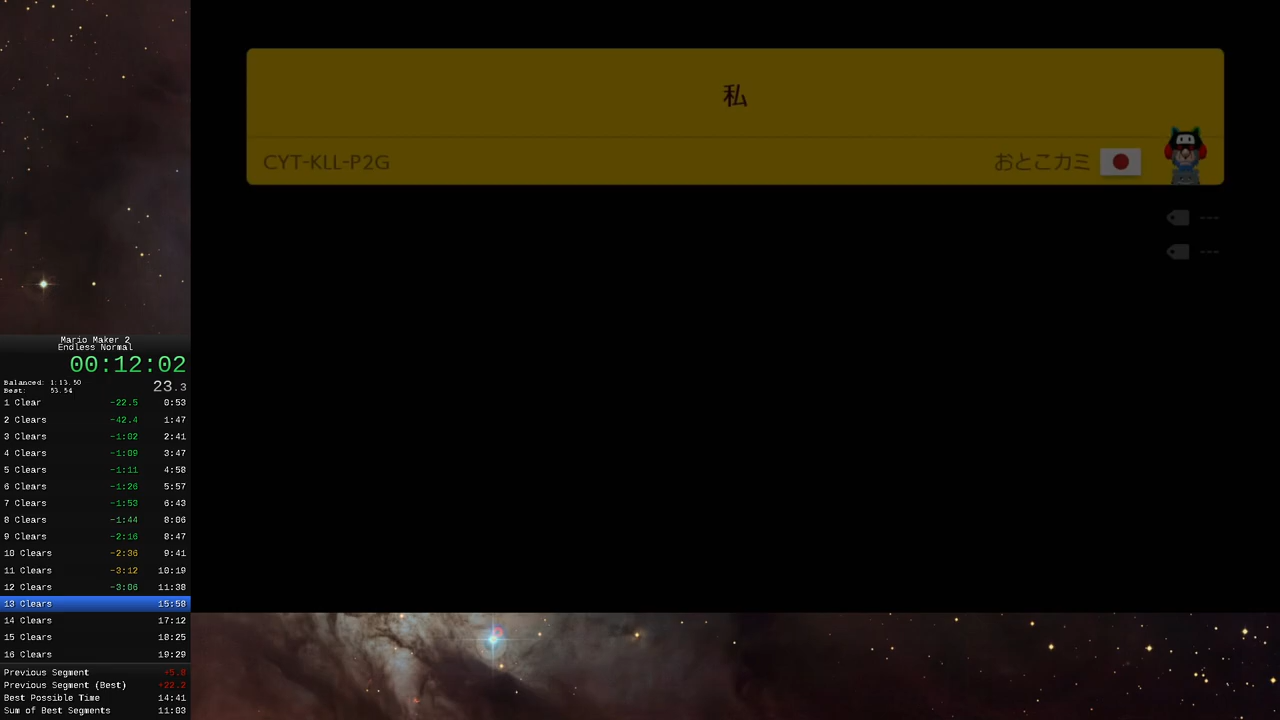 私
CYT-KLL-P2G
おとこカミ
---
---
Mario Maker 2
Endless Normal
00:12:02
Balanced: 1:13.50
Best: 53.54
23.3
1 Clear -22.5 0:53
2 Clears -42.4 1:47
3 Clears -1:02 2:41
4 Clears -1:09 3:47
5 Clears -1:11 4:58
6 Clears -1:26 5:57
7 Clears -1:53 6:43
8 Clears -1:44 8:06
9 Clears -2:16 8:47
10 Clears -2:36 9:41
11 Clears -3:12 10:19
12 Clears -3:06 11:38
13 Clears 15:50
14 Clears 17:12
15 Clears 18:25
16 Clears 19:29
Previous Segment +5.8
Previous Segment (Best) +22.2
Best Possible Time 14:41
Sum of Best Segments 11:03